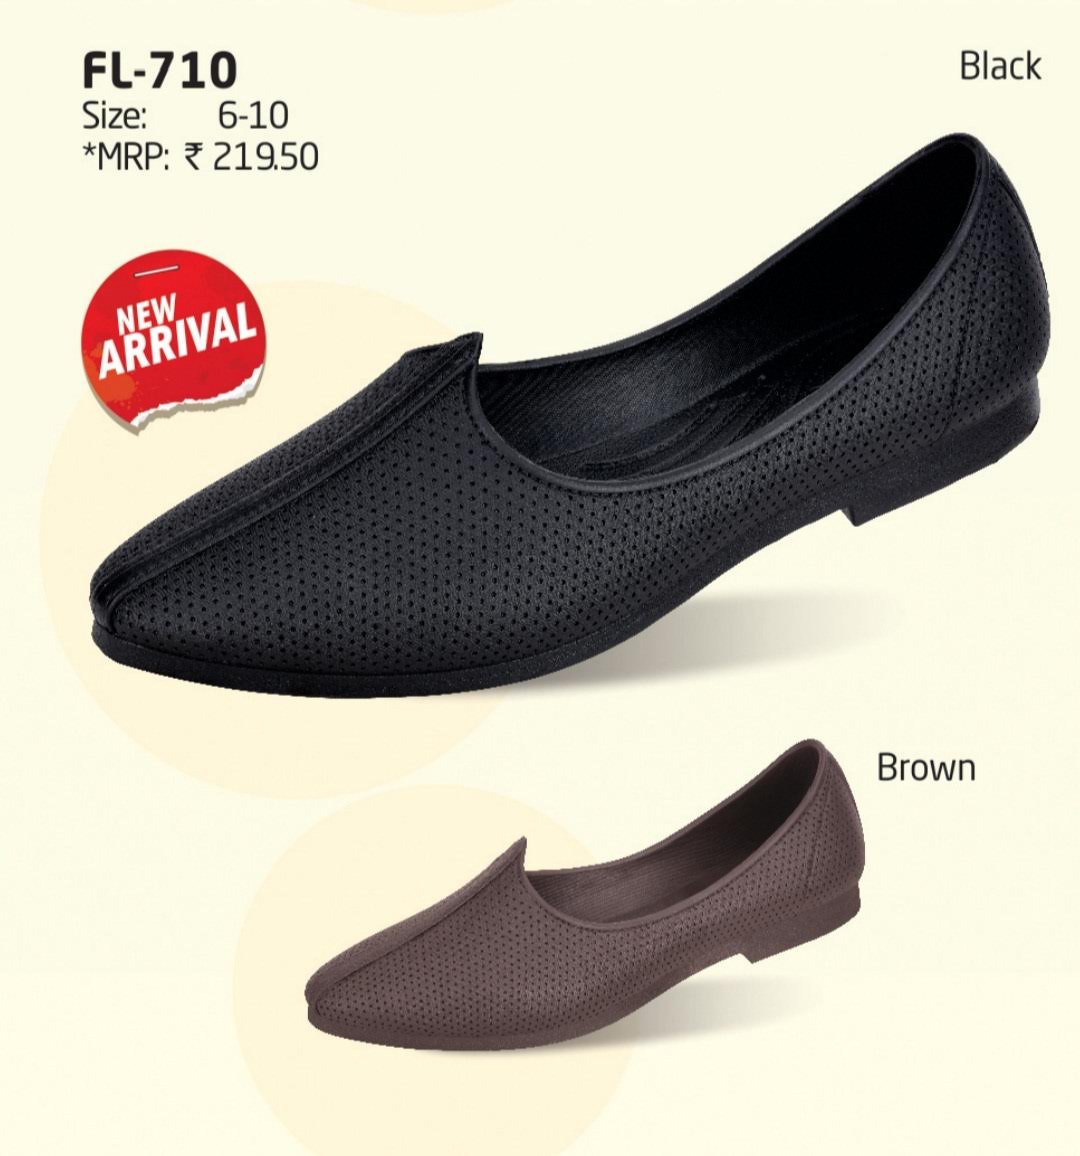 FL-710
Black
Size: 6-10
*MRP: ₹ 219.50
NEW
ARRIVAL
Brown